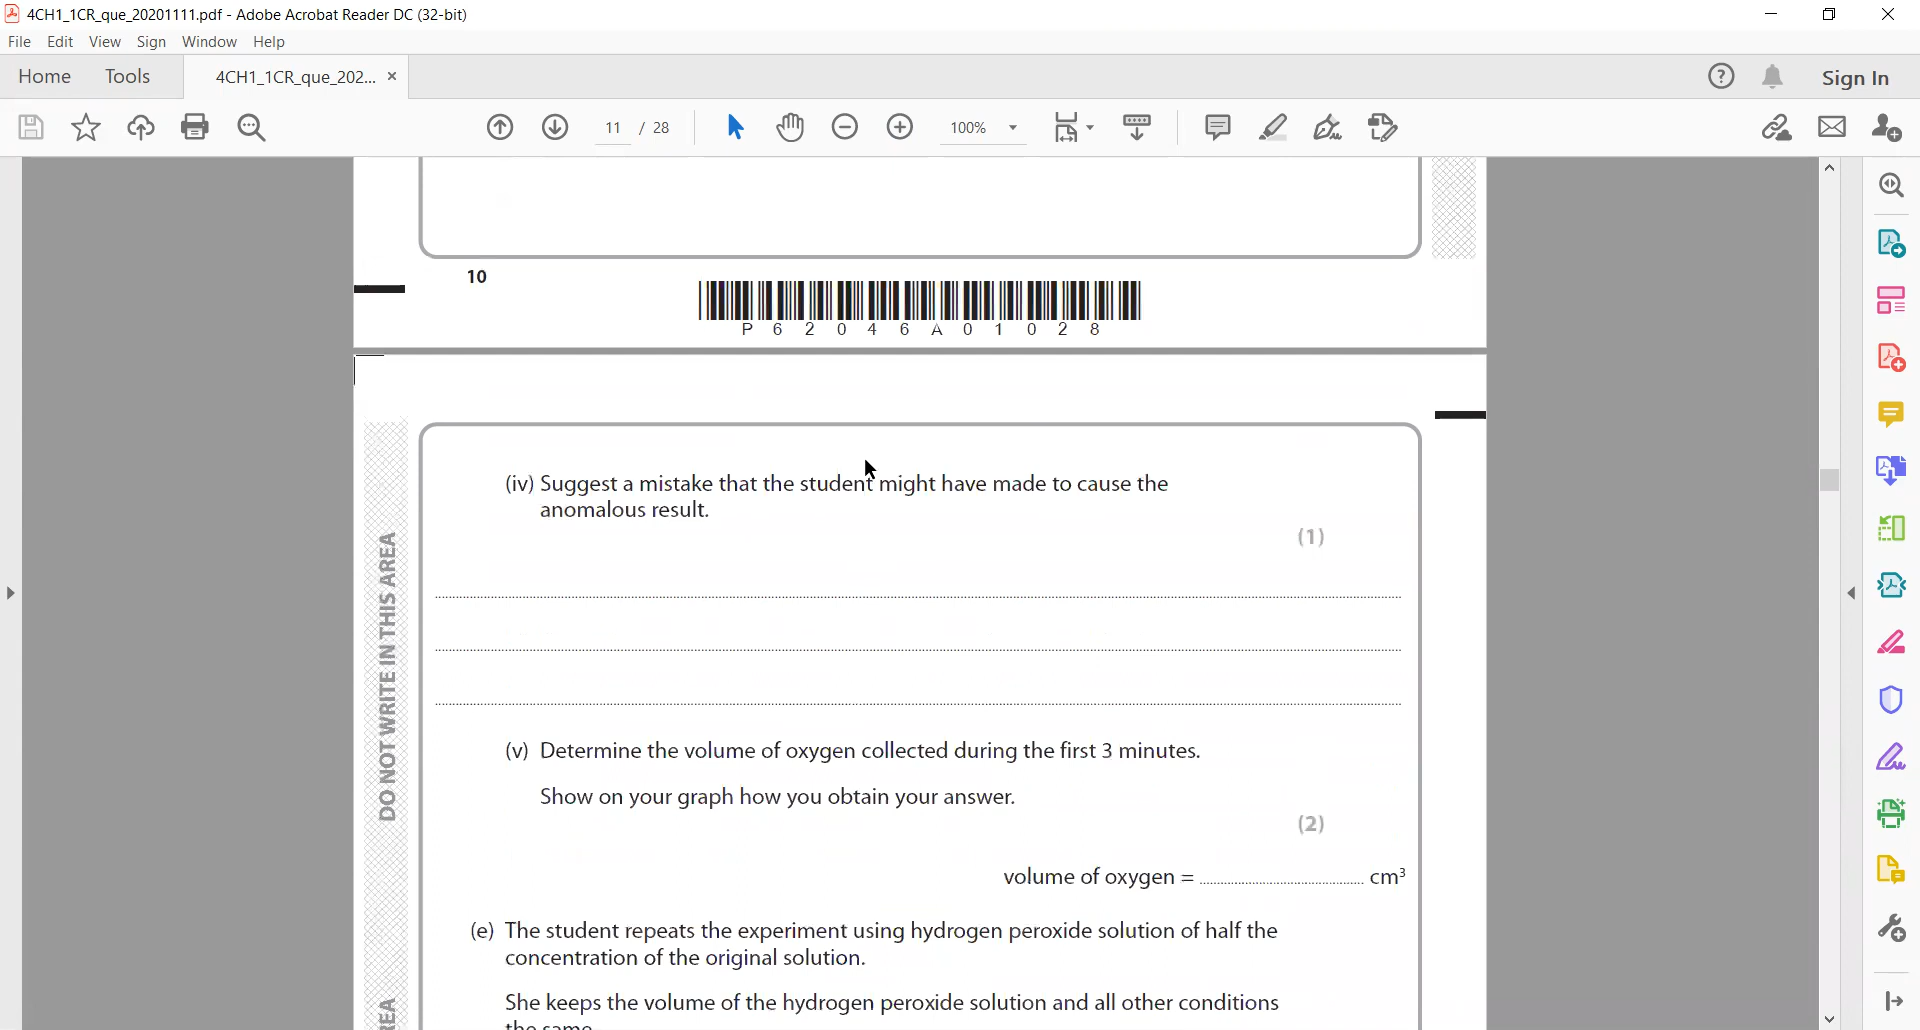 4CH1_1CR_que_20201111.pdf - Adobe Acrobat Reader DC (32-bit)
File Edit View Sign Window Help
Home Tools 4CH1_1CR_que_202... × Sign In
11 / 28 100%
10
P 6 2 0 4 6 A 0 1 0 2 8
DO NOT WRITE IN THIS AREA
(iv) Suggest a mistake that the student might have made to cause the
anomalous result.
(1)
(v) Determine the volume of oxygen collected during the first 3 minutes.
Show on your graph how you obtain your answer.
(2)
volume of oxygen = cm³
(e) The student repeats the experiment using hydrogen peroxide solution of half the
concentration of the original solution.
She keeps the volume of the hydrogen peroxide solution and all other conditions
the same